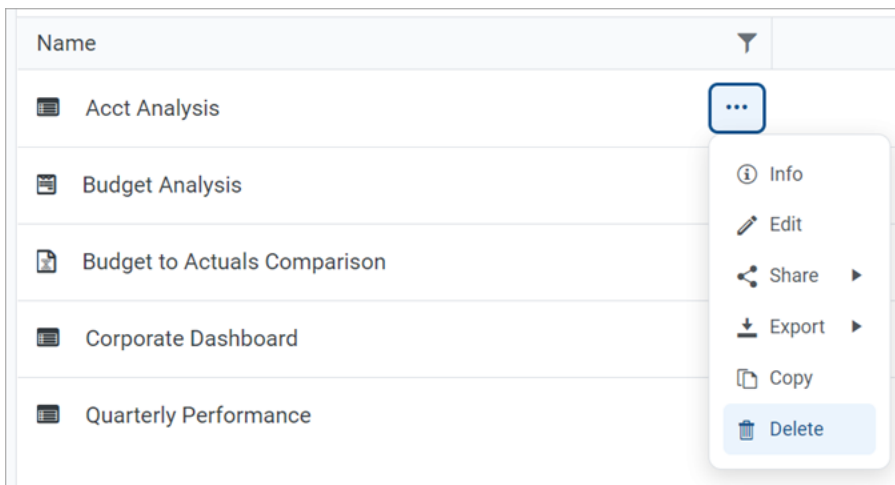 Name
Acct Analysis
Budget Analysis
Budget to Actuals Comparison
Corporate Dashboard
Quarterly Performance
Info
Edit
Share
Export
Copy
Delete